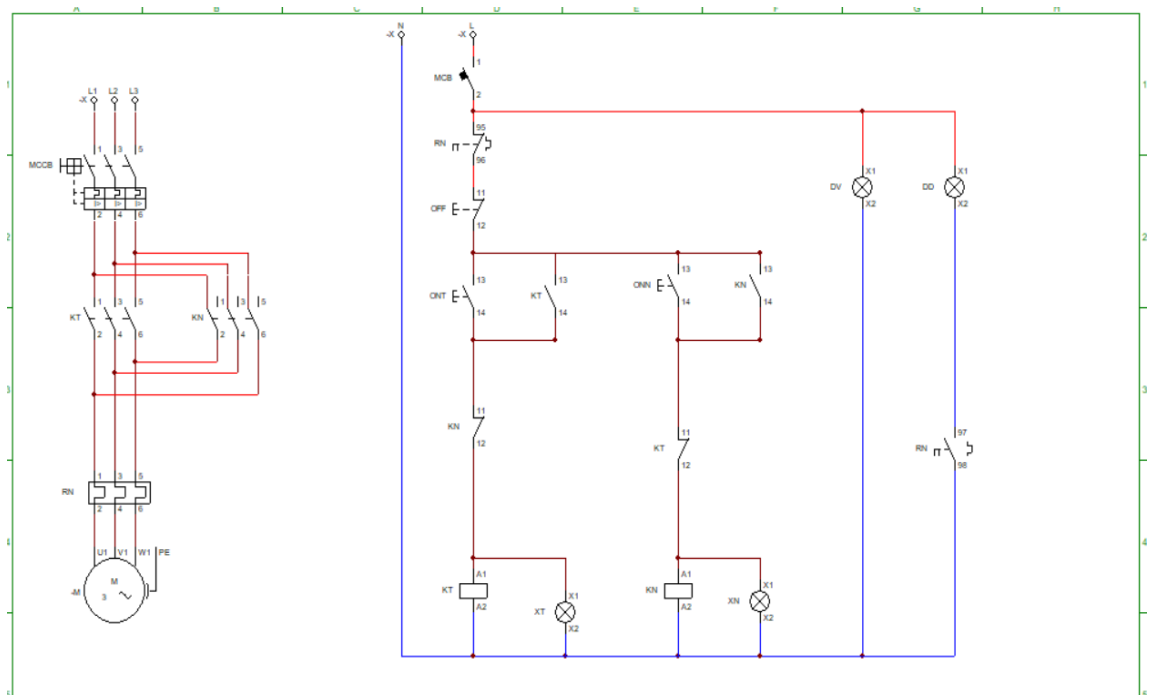 A B C D E F G H
N L
-X -X
1
MCB
2
1 1
L1 L2 L3
-X
95
RN
96
1 3 5
MCCB
I> I> I>
2 4 6
X1 X1
DV DD
X2 X2
11
OFF
12
2 2
13 13 13 13
ONT KT ONN KN
14 14 14 14
1 3 5 1 3 5
KT KN
2 4 6 2 4 6
3 3
11
KN
12
11
KT
12
97
RN
98
1 3 5
RN
2 4 6
4 4
U1 V1 W1 PE
M
-M 3
A1 A1
KT KN
A2 A2
X1 X1
XT XN
X2 X2